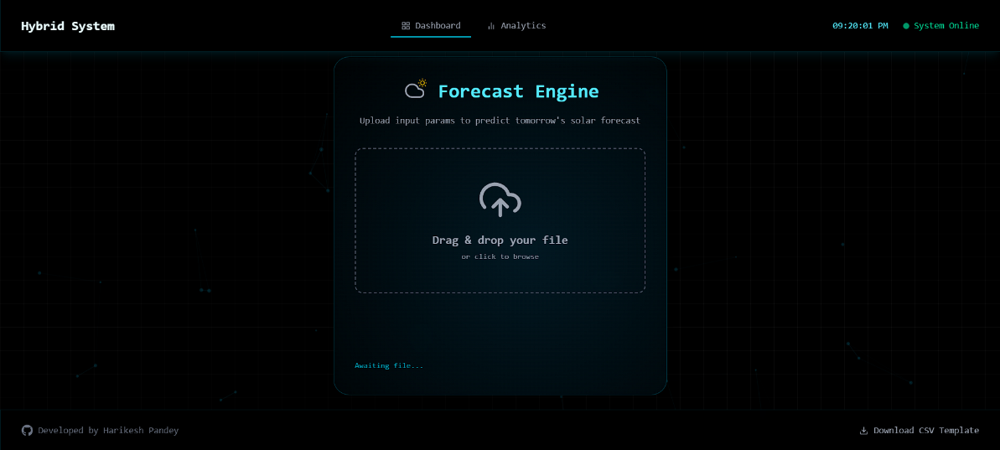 Hybrid System
Dashboard
Analytics
09:20:01 PM
System Online
Forecast Engine
Upload input params to predict tomorrow's solar forecast
Drag & drop your file
or click to browse
Awaiting file...
Developed by Harikesh Pandey
Download CSV Template